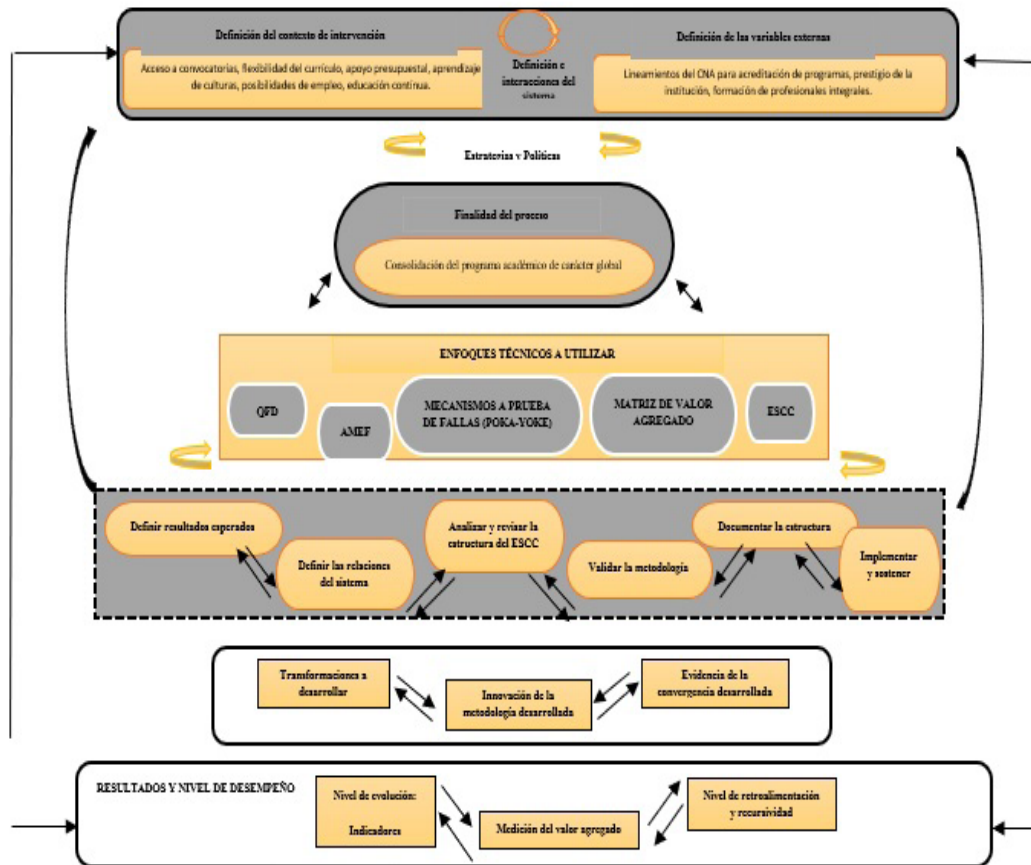 Definición del contexto de intervención
Acceso a convocatorias, flexibilidad del currículo, apoyo presupuestal, aprendizaje
de culturas, posibilidades de empleo, educación continua.
Definición e
interacciones del
sistema
Definición de las variables externas
Lineamientos del CNA para acreditación de programas, prestigio de la
institución, formación de profesionales integrales.
Estrategias y Políticas
Finalidad del proceso
Consolidación del programa académico de carácter global
ENFOQUES TÉCNICOS A UTILIZAR
QFD
AMEF
MECANISMOS A PRUEBA
DE FALLAS (POKA-YOKE)
MATRIZ DE VALOR
AGREGADO
ESCC
Definir resultados esperados
Definir las relaciones
del sistema
Analizar y revisar la
estructura del ESCC
Validar la metodología
Documentar la estructura
Implementar
y sostener
Transformaciones a
desarrollar
Innovación de la
metodología desarrollada
Evidencia de la
convergencia desarrollada
RESULTADOS Y NIVEL DE DESEMPEÑO
Nivel de evolución:
Indicadores
Medición del valor agregado
Nivel de retroalimentación
y recursividad